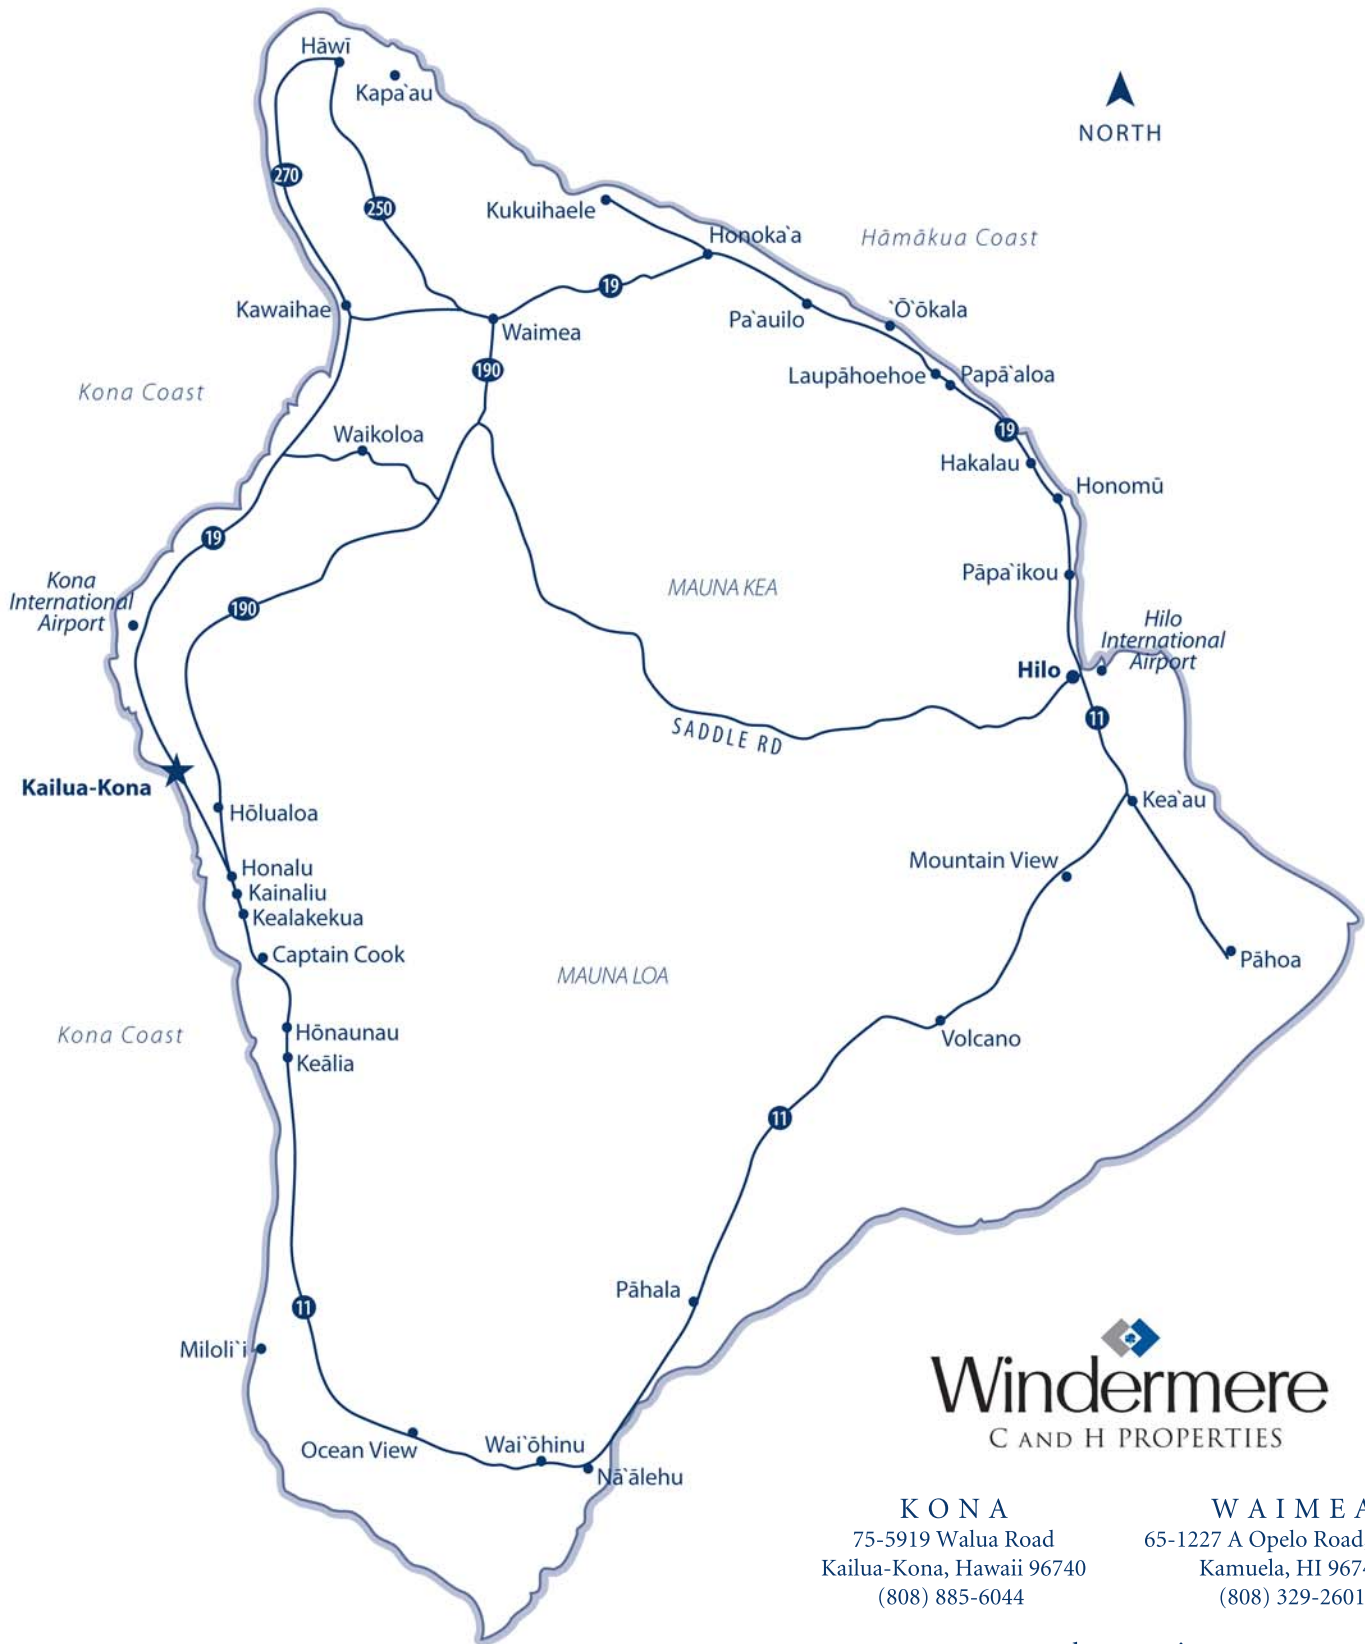 Hāwī
Kapa`au
NORTH
270
250
Kukuihaele
Honoka`a
Hāmākua Coast
19
Kawaihae
Waimea
Pa`auilo
`Ō`ōkala
190
Laupāhoehoe
Papā`aloa
Kona Coast
19
Waikoloa
Hakalau
Honomū
19
Kona
International
Airport
190
MAUNA KEA
Pāpa`ikou
Hilo
International
Airport
Hilo
11
SADDLE RD
Kailua-Kona
Hōlualoa
Kea`au
Honalu
Kainaliu
Kealakekua
Mountain View
Captain Cook
MAUNA LOA
Pāhoa
Kona Coast
Hōnaunau
Keālia
Volcano
11
Pāhala
11
Miloli`i
Ocean View
Wai`ōhinu
Nā`ālehu
Windermere
C AND H PROPERTIES
KONA
75-5919 Walua Road
Kailua-Kona, Hawaii 96740
(808) 885-6044
WAIMEA
65-1227 A Opelo Road
Kamuela, HI 9674
(808) 329-2601